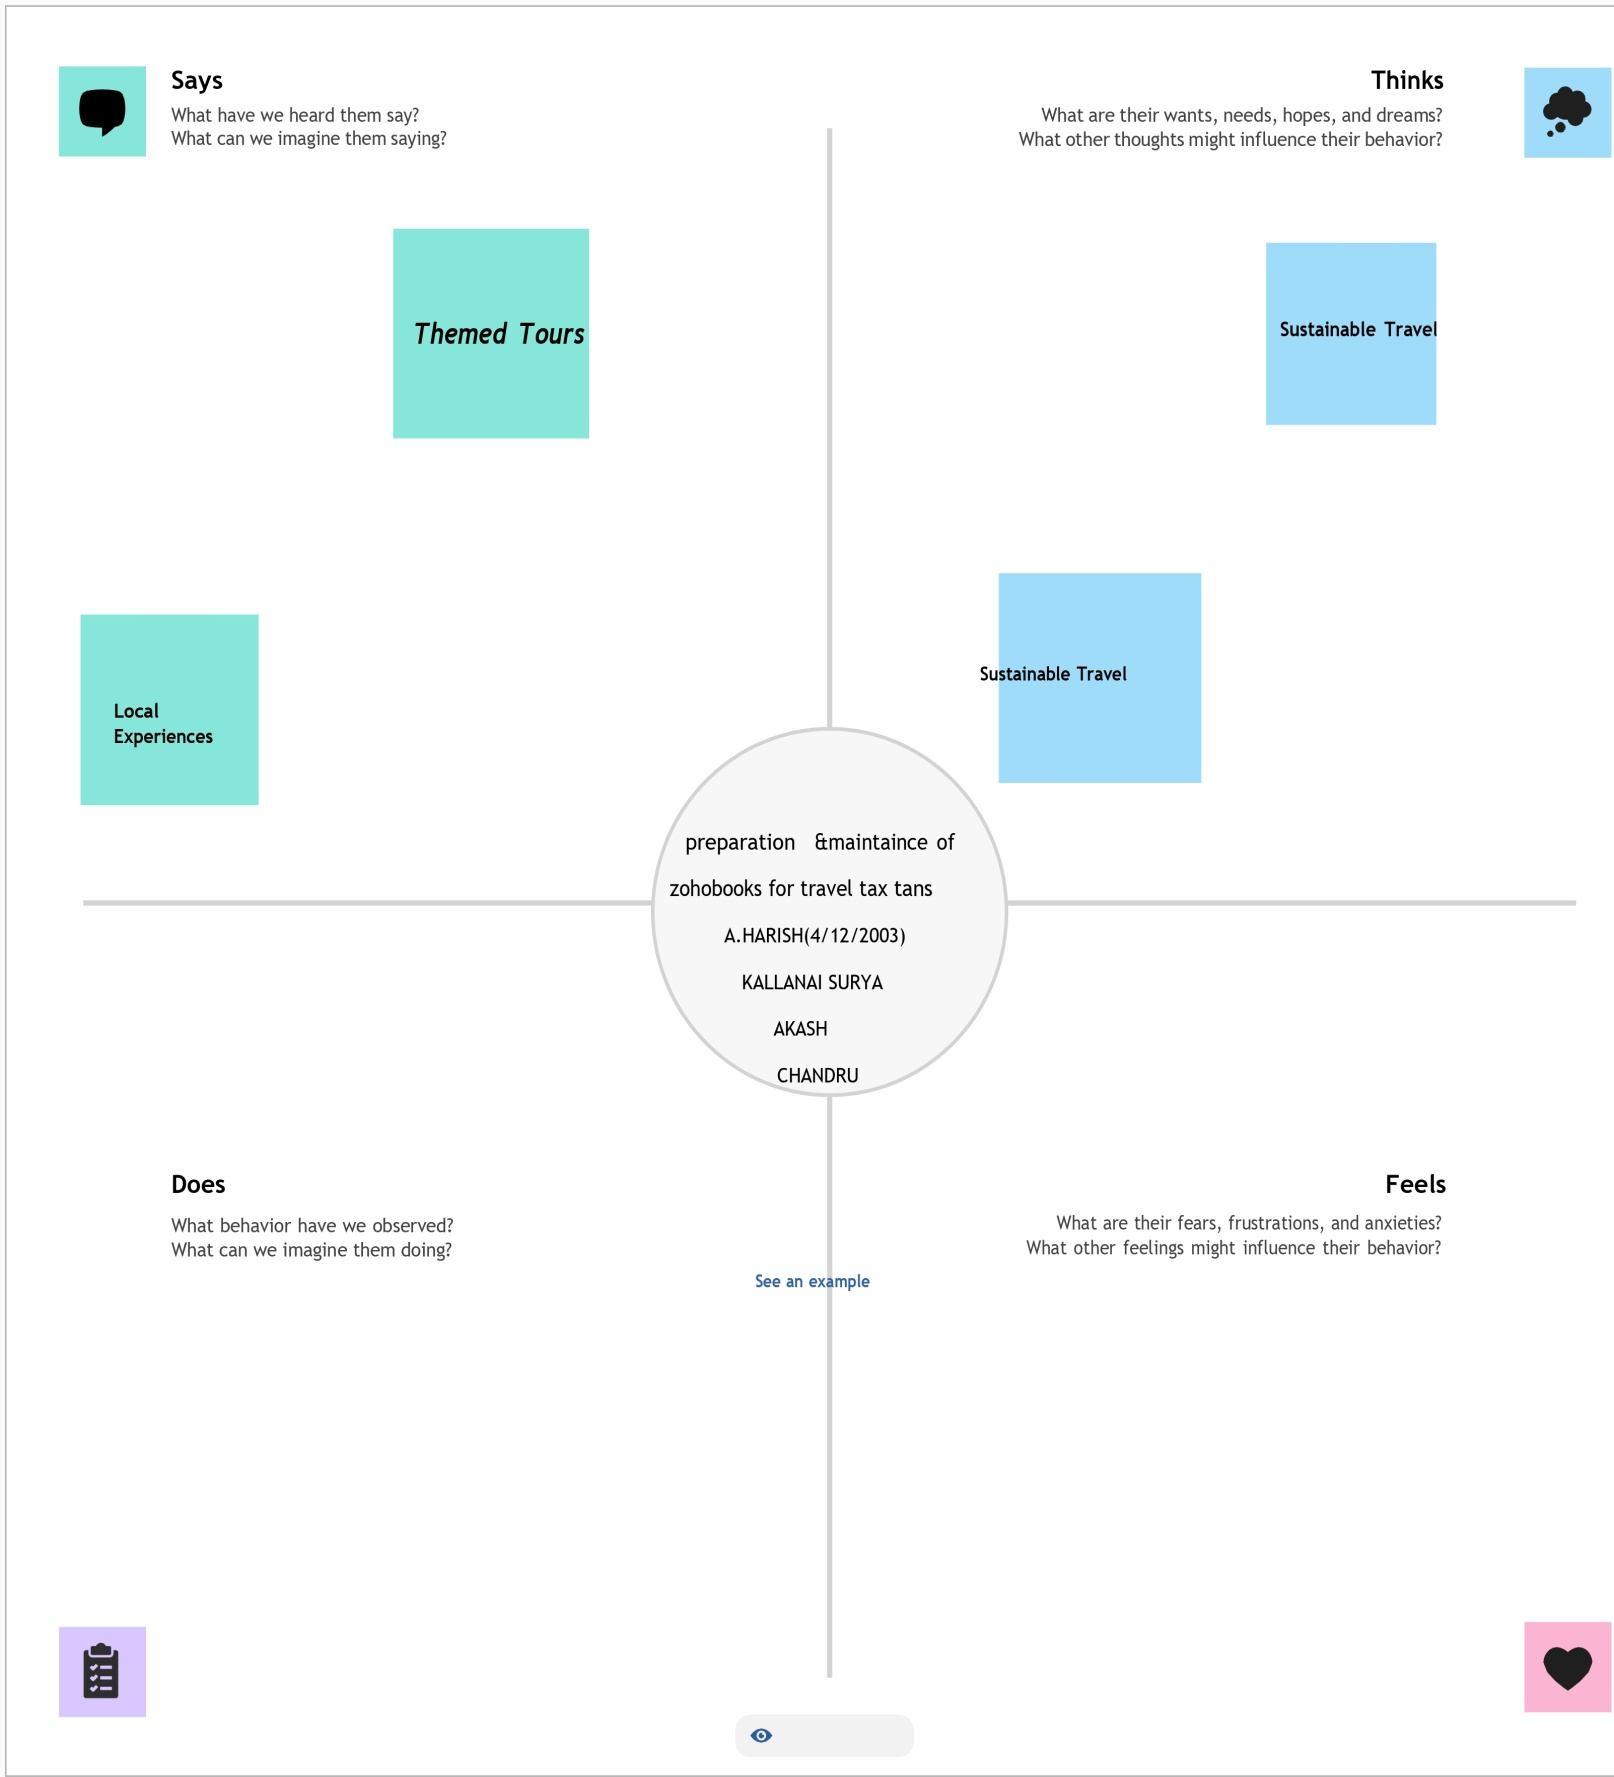 Says
What have we heard them say?
What can we imagine them saying?
Thinks
What are their wants, needs, hopes, and dreams?
What other thoughts might influence their behavior?
Themed Tours
Sustainable Travel
Local
Experiences
Sustainable Travel
preparation &maintaince of
zohobooks for travel tax tans
A.HARISH(4/12/2003)
KALLANAI SURYA
AKASH
CHANDRU
Does
What behavior have we observed?
What can we imagine them doing?
Feels
What are their fears, frustrations, and anxieties?
What other feelings might influence their behavior?
See an example